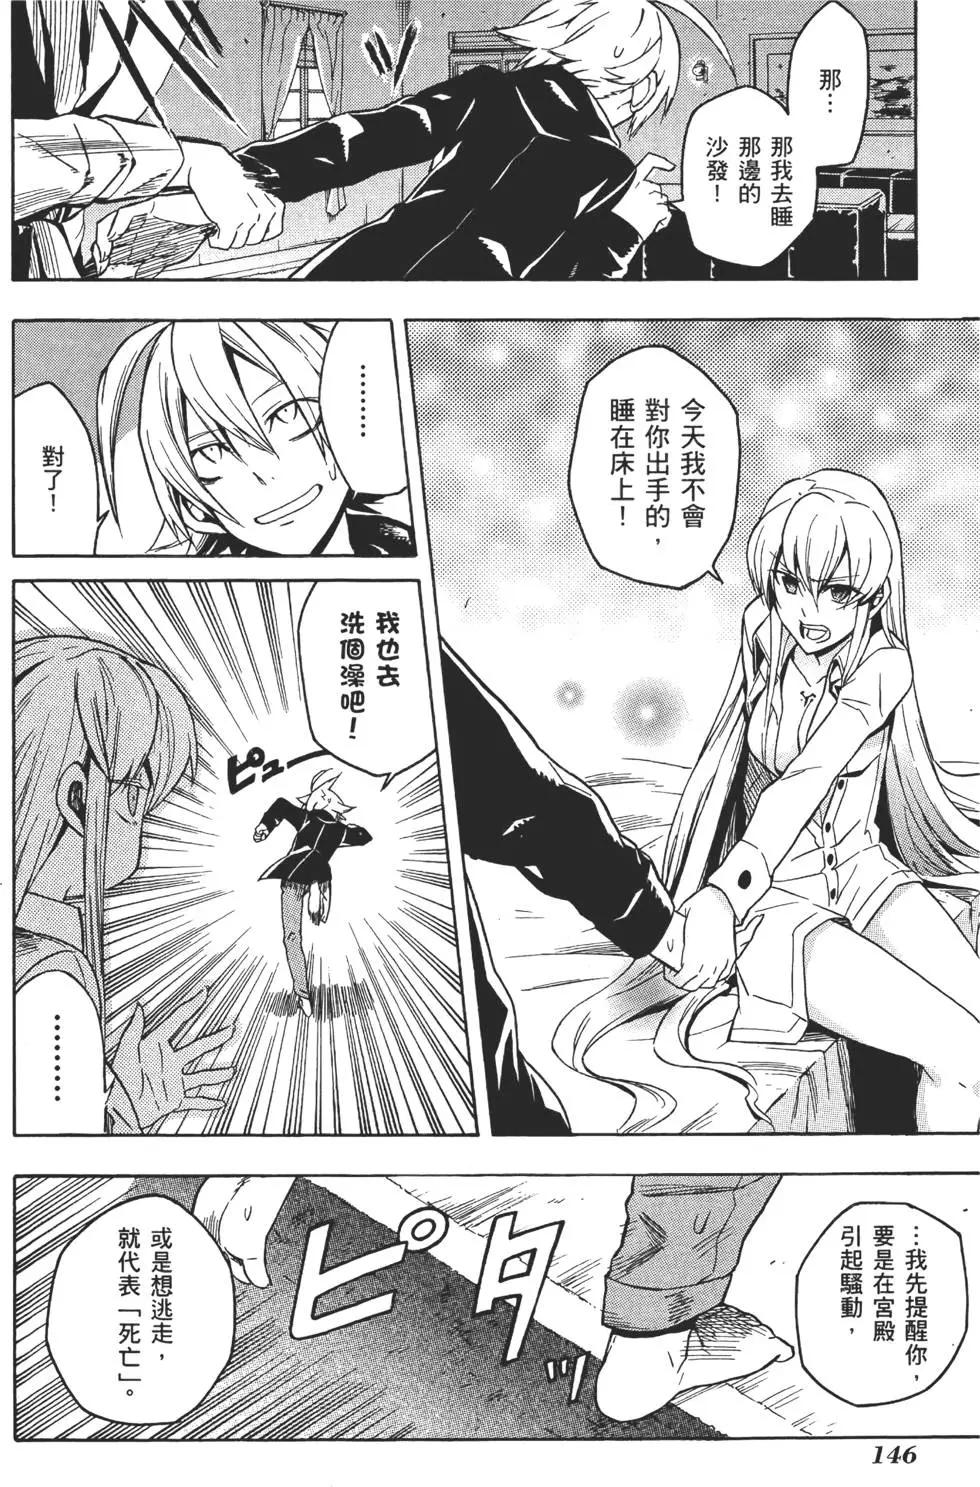 那…
那我去睡
那邊的
沙發！
今天我不會
對你出手的，
睡在床上！
………
對了！
我也去
洗個澡吧！
ピュー
………
…我先提醒你，
要是在宮殿
引起騷動，
ピタッ
或是想逃走，
就代表「死亡」。
146